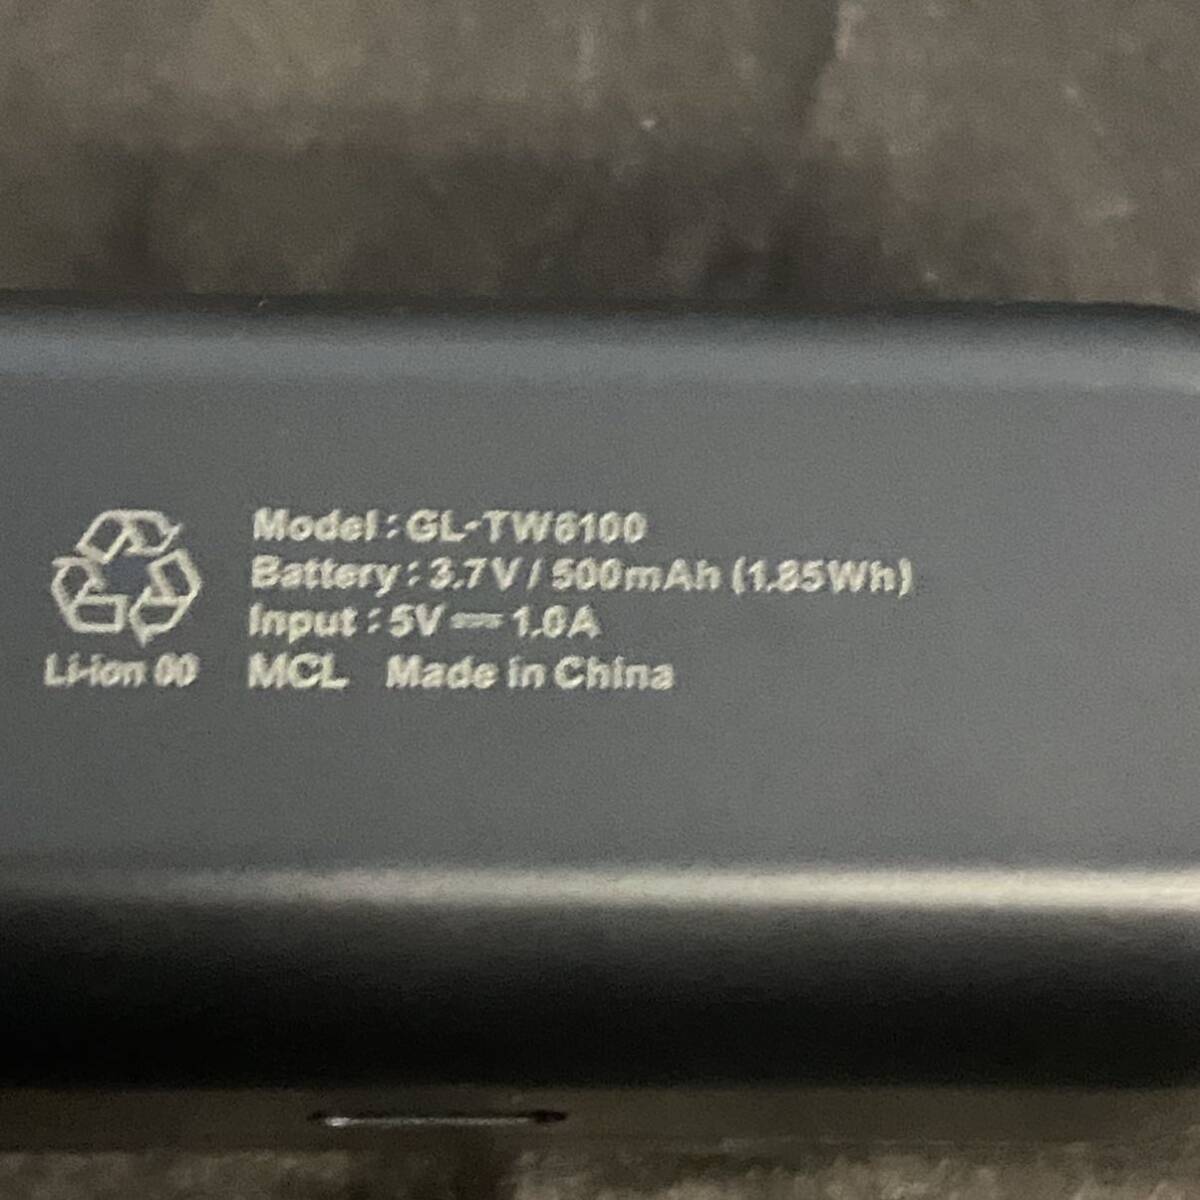 Model : GL-TW6100
Battery : 3.7V / 500mAh (1.85Wh)
Input : 5V⎓1.0A
Li-ion 00 MCL Made in China